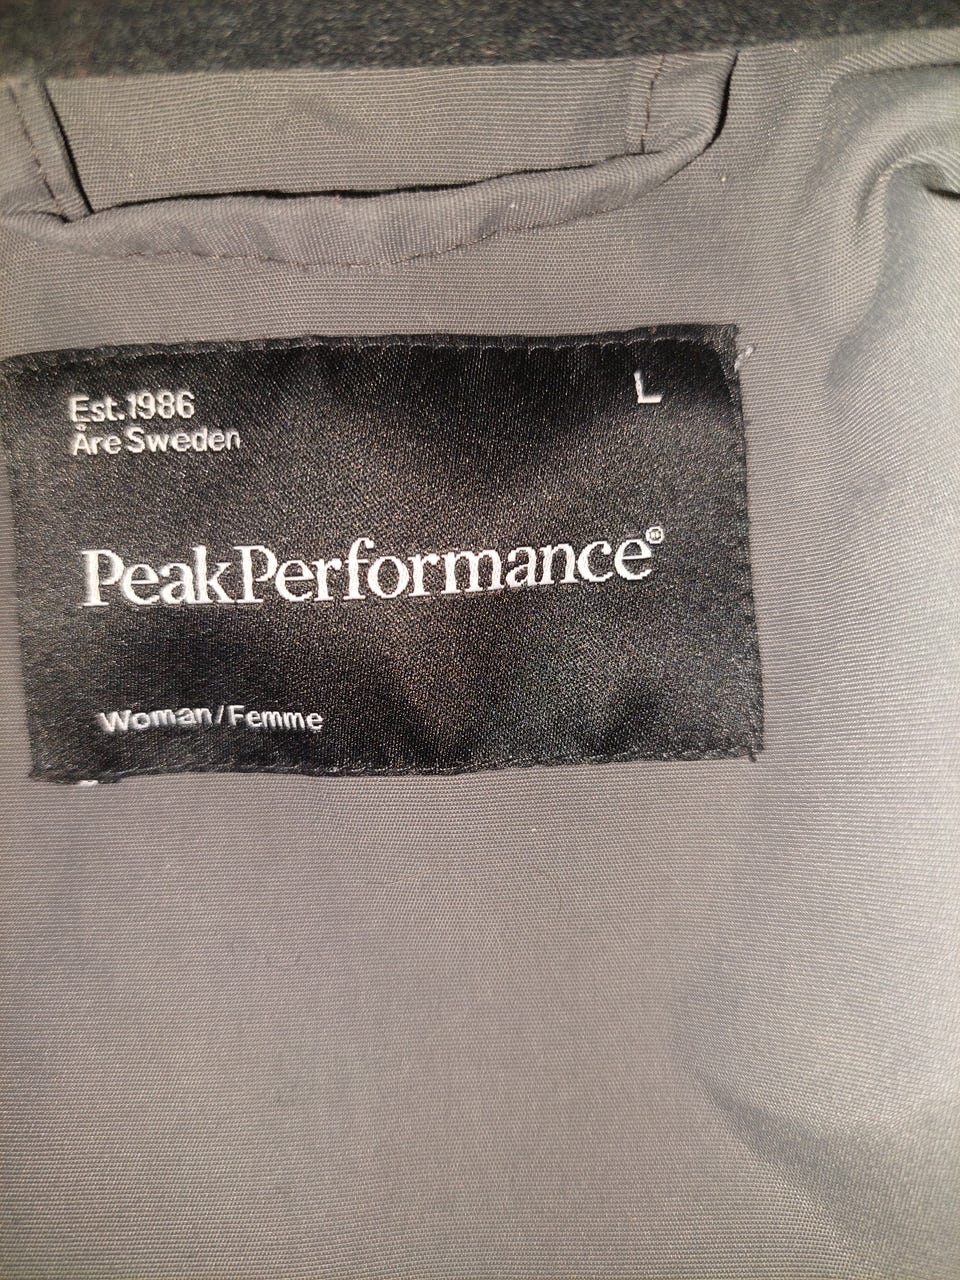 Est.1986
L
Åre Sweden
PeakPerformance®
Woman/Femme